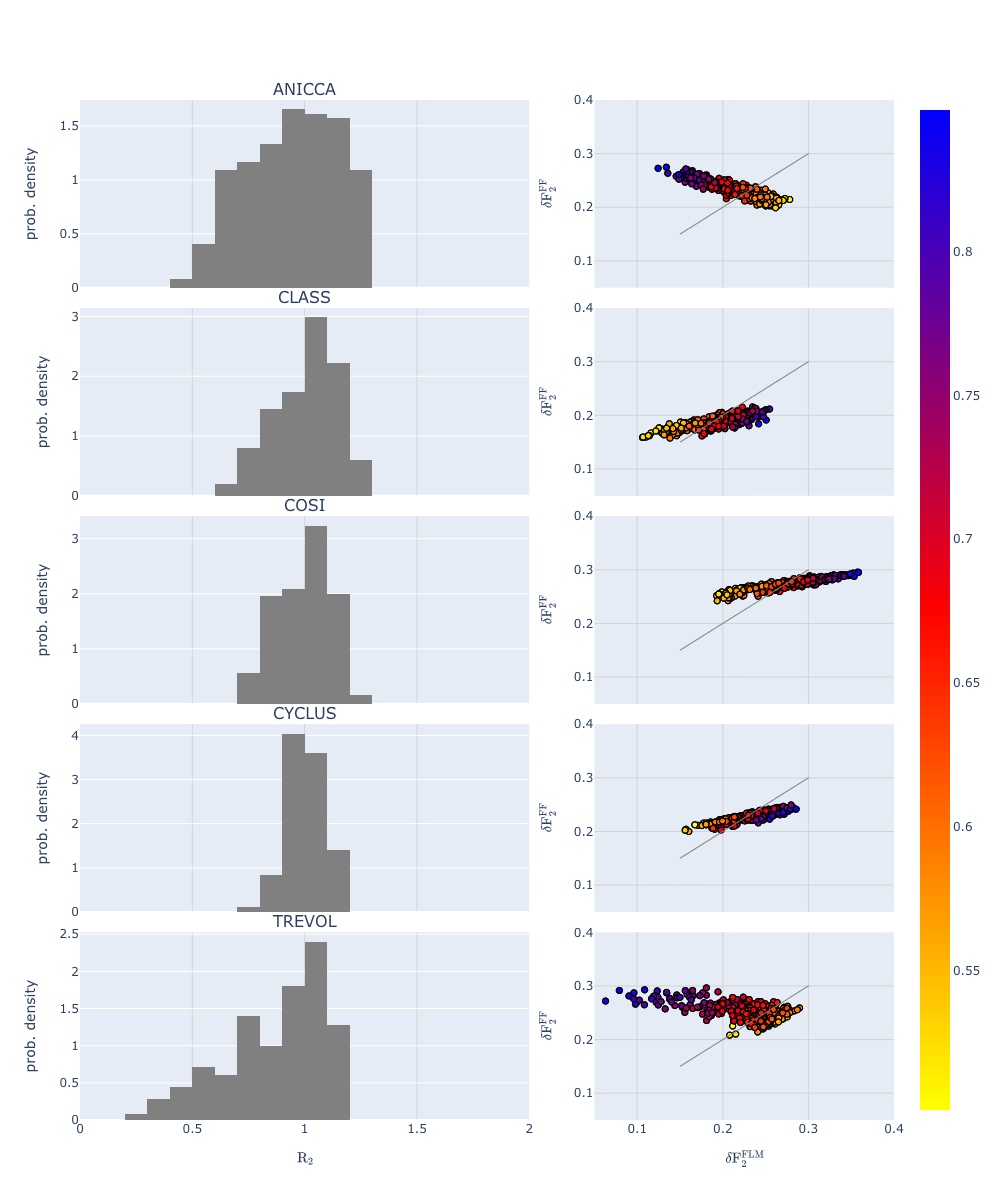 ANICCA
prob. density
1.5
1
0.5
0
δF₂^FF
0.4
0.3
0.2
0.1
CLASS
prob. density
3
2
1
0
δF₂^FF
0.4
0.3
0.2
0.1
COSI
prob. density
3
2
1
0
δF₂^FF
0.4
0.3
0.2
0.1
CYCLUS
prob. density
4
3
2
1
0
δF₂^FF
0.4
0.3
0.2
0.1
TREVOL
prob. density
2.5
2
1.5
1
0.5
0
δF₂^FF
0.4
0.3
0.2
0.1
0 0.5 1 1.5 2
R₂
0.1 0.2 0.3 0.4
δF₂^FLM
0.8
0.75
0.7
0.65
0.6
0.55